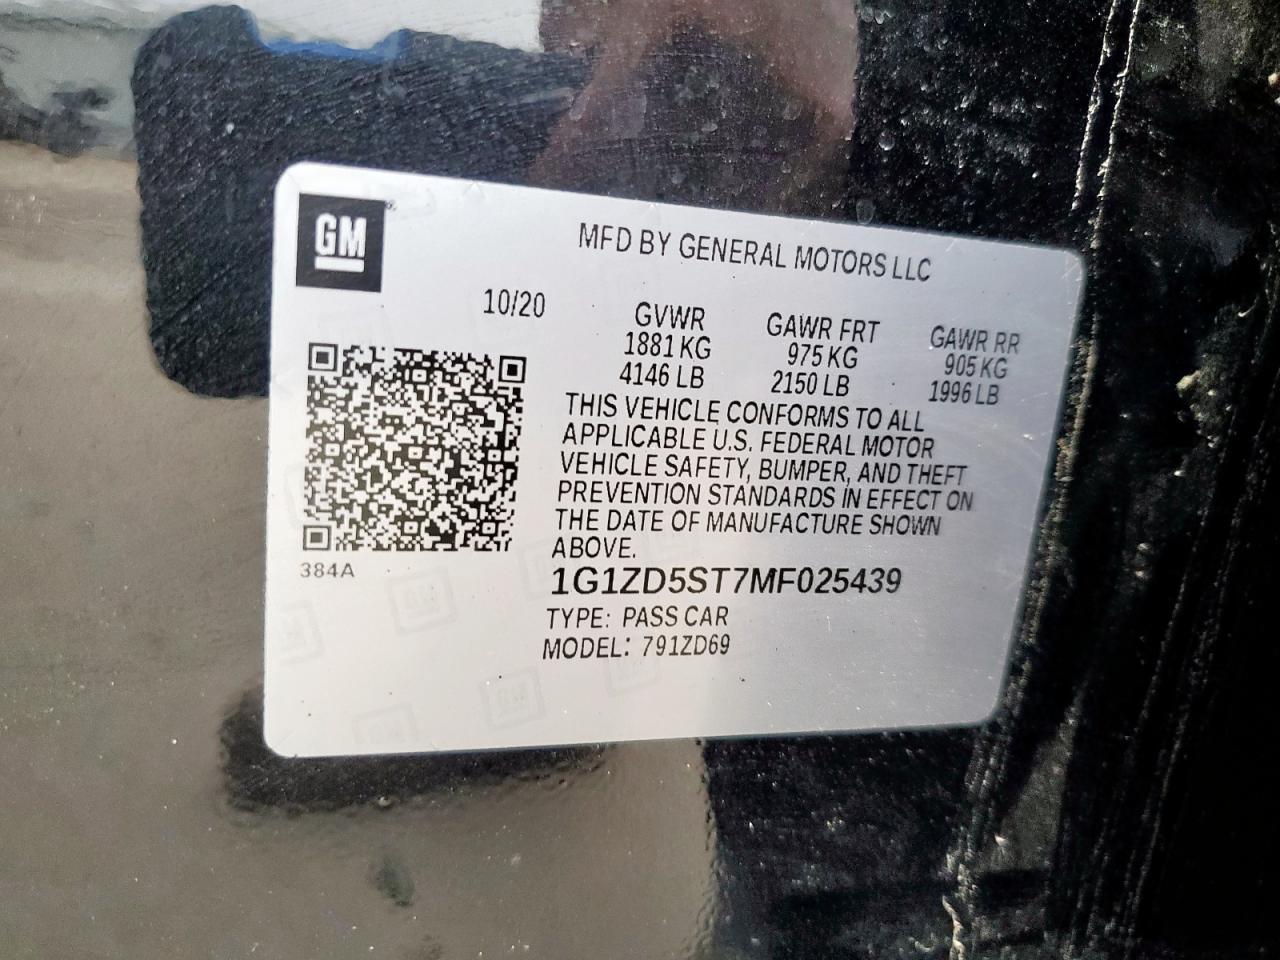 GM
MFD BY GENERAL MOTORS LLC
10/20
GVWR GAWR FRT GAWR RR
1881 KG 975 KG 905 KG
4146 LB 2150 LB 1996 LB
THIS VEHICLE CONFORMS TO ALL
APPLICABLE U.S. FEDERAL MOTOR
VEHICLE SAFETY, BUMPER, AND THEFT
PREVENTION STANDARDS IN EFFECT ON
THE DATE OF MANUFACTURE SHOWN
ABOVE.
384A
1G1ZD5ST7MF025439
TYPE: PASS CAR
MODEL: 791ZD69